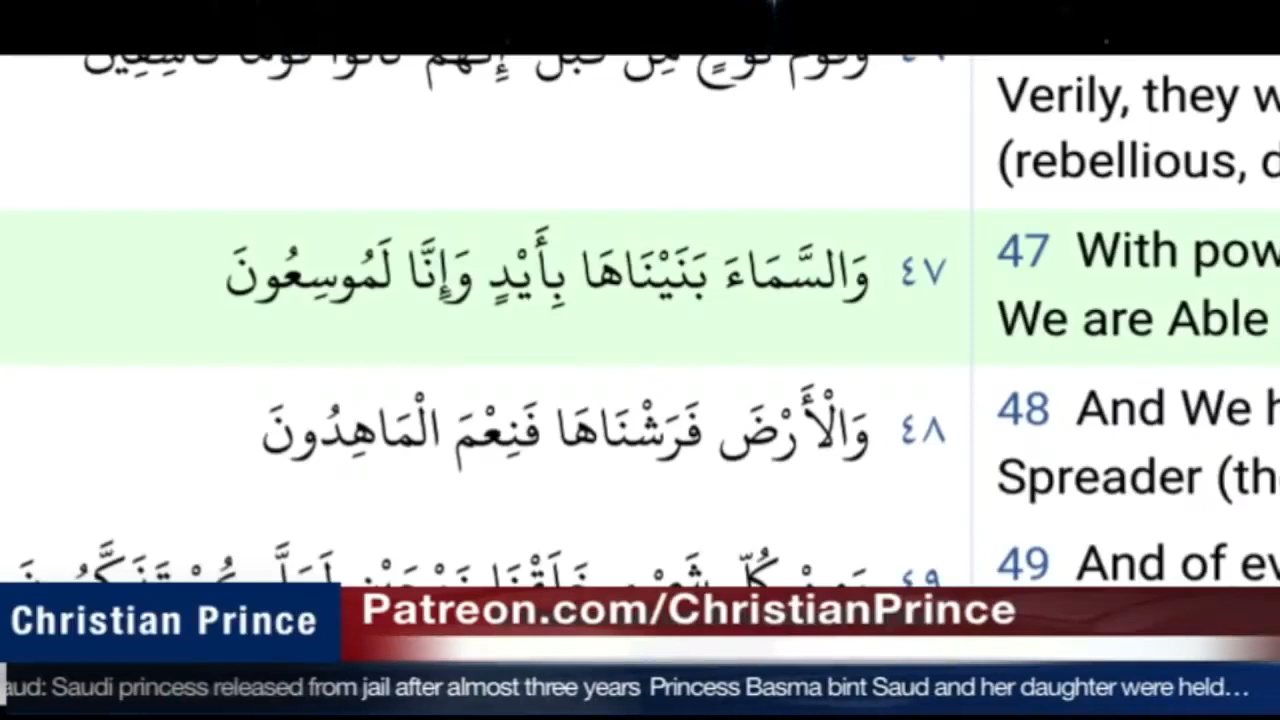 Verily, they w
(rebellious, d
وَالسَّمَاءَ بَنَيْنَاهَا بِأَيْدٍ وَإِنَّا لَمُوسِعُونَ ٤٧
47 With pow
We are Able
وَالْأَرْضَ فَرَشْنَاهَا فَنِعْمَ الْمَاهِدُونَ ٤٨
48 And We h
Spreader (th
٤٩
49 And of ev
Christian Prince
Patreon.com/ChristianPrince
aud: Saudi princess released from jail after almost three years Princess Basma bint Saud and her daughter were held...